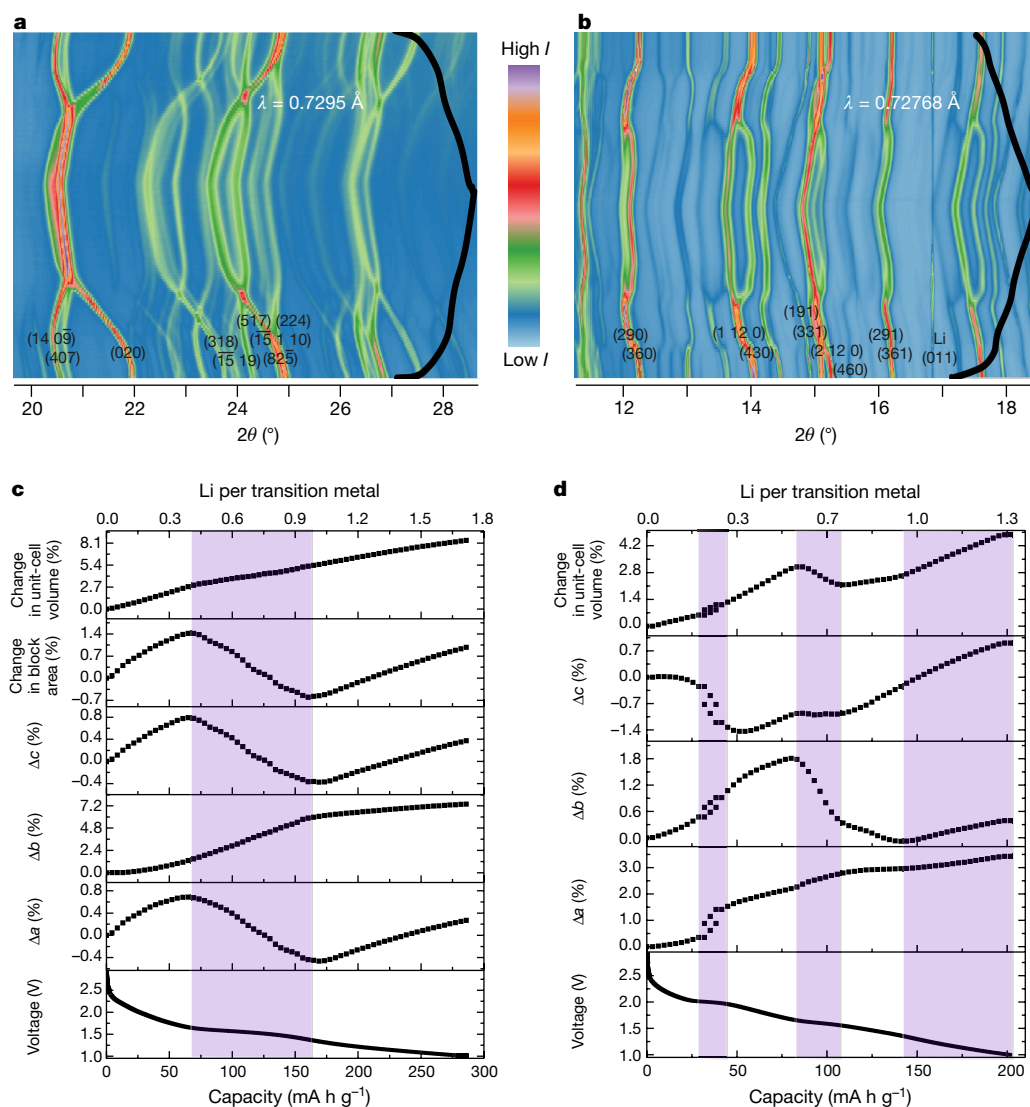 a
b
High I
Low I
λ = 0.7295 Å
λ = 0.72768 Å
(14 0 9̅)
(407)
(020)
(318)
(1̅5̅ 19)
(517) (224)
(1̅5̅ 1 10)
(825̅)
(290)
(360)
(1 12 0)
(430)
(191)
(331)
(2 12 0)
(460)
(291)
(361)
Li
(011)
20 22 24 26 28
2θ (°)
12 14 16 18
2θ (°)
c
Li per transition metal
0.0 0.4 0.6 0.9 1.2 1.5 1.8
Change
in unit-cell
volume (%)
8.1
5.4
2.7
0.0
Change
in block
area (%)
1.4
0.7
0.0
−0.7
Δc (%)
0.8
0.4
0.0
−0.4
Δb (%)
7.2
4.8
2.4
0.0
Δa (%)
0.8
0.4
0.0
−0.4
Voltage (V)
2.5
2.0
1.5
1.0
0 50 100 150 200 250 300
Capacity (mA h g⁻¹)
d
Li per transition metal
0.0 0.3 0.7 1.0 1.3
Change
in unit-cell
volume (%)
4.2
2.8
1.4
0.0
Δc (%)
0.7
−0.7
−0.7
−1.4
Δb (%)
1.8
1.2
0.6
0.0
Δa (%)
3.0
2.0
1.0
0.0
Voltage (V)
2.5
2.0
1.5
1.0
0 50 100 150 200
Capacity (mA h g⁻¹)